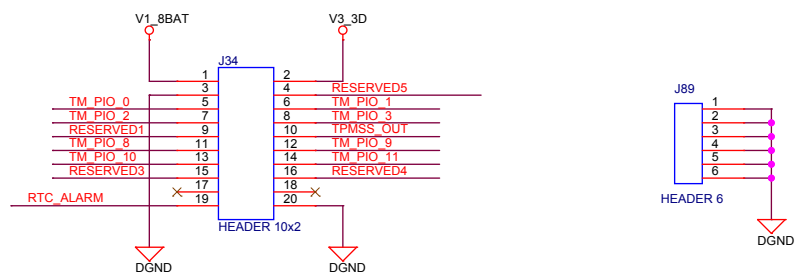 V1_8BAT V3_3D
J34
1 2
3 4 RESERVED5
TM_PIO_0 5 6 TM_PIO_1
TM_PIO_2 7 8 TM_PIO_3
RESERVED1 9 10 TPMSS_OUT
TM_PIO_8 11 12 TM_PIO_9
TM_PIO_10 13 14 TM_PIO_11
RESERVED3 15 16 RESERVED4
17 18
RTC_ALARM 19 20
HEADER 10x2
DGND DGND
J89
1
2
3
4
5
6
HEADER 6
DGND